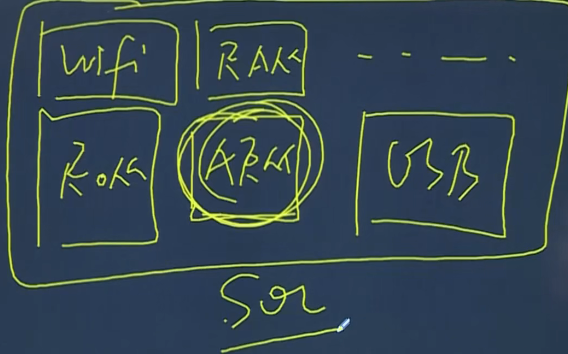 wifi RAM - - — .
ROM ARM USB
SOC